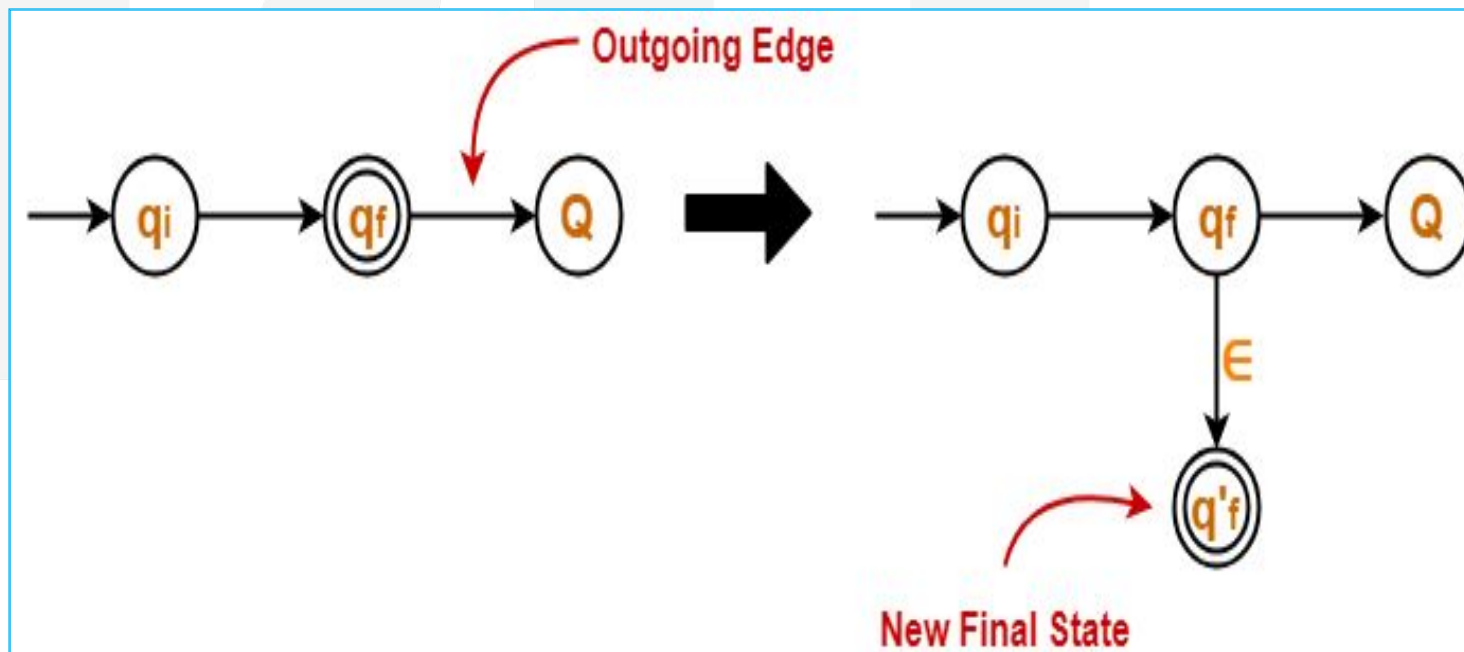 Outgoing Edge
qi qf Q qi qf Q
∈
q'f
New Final State